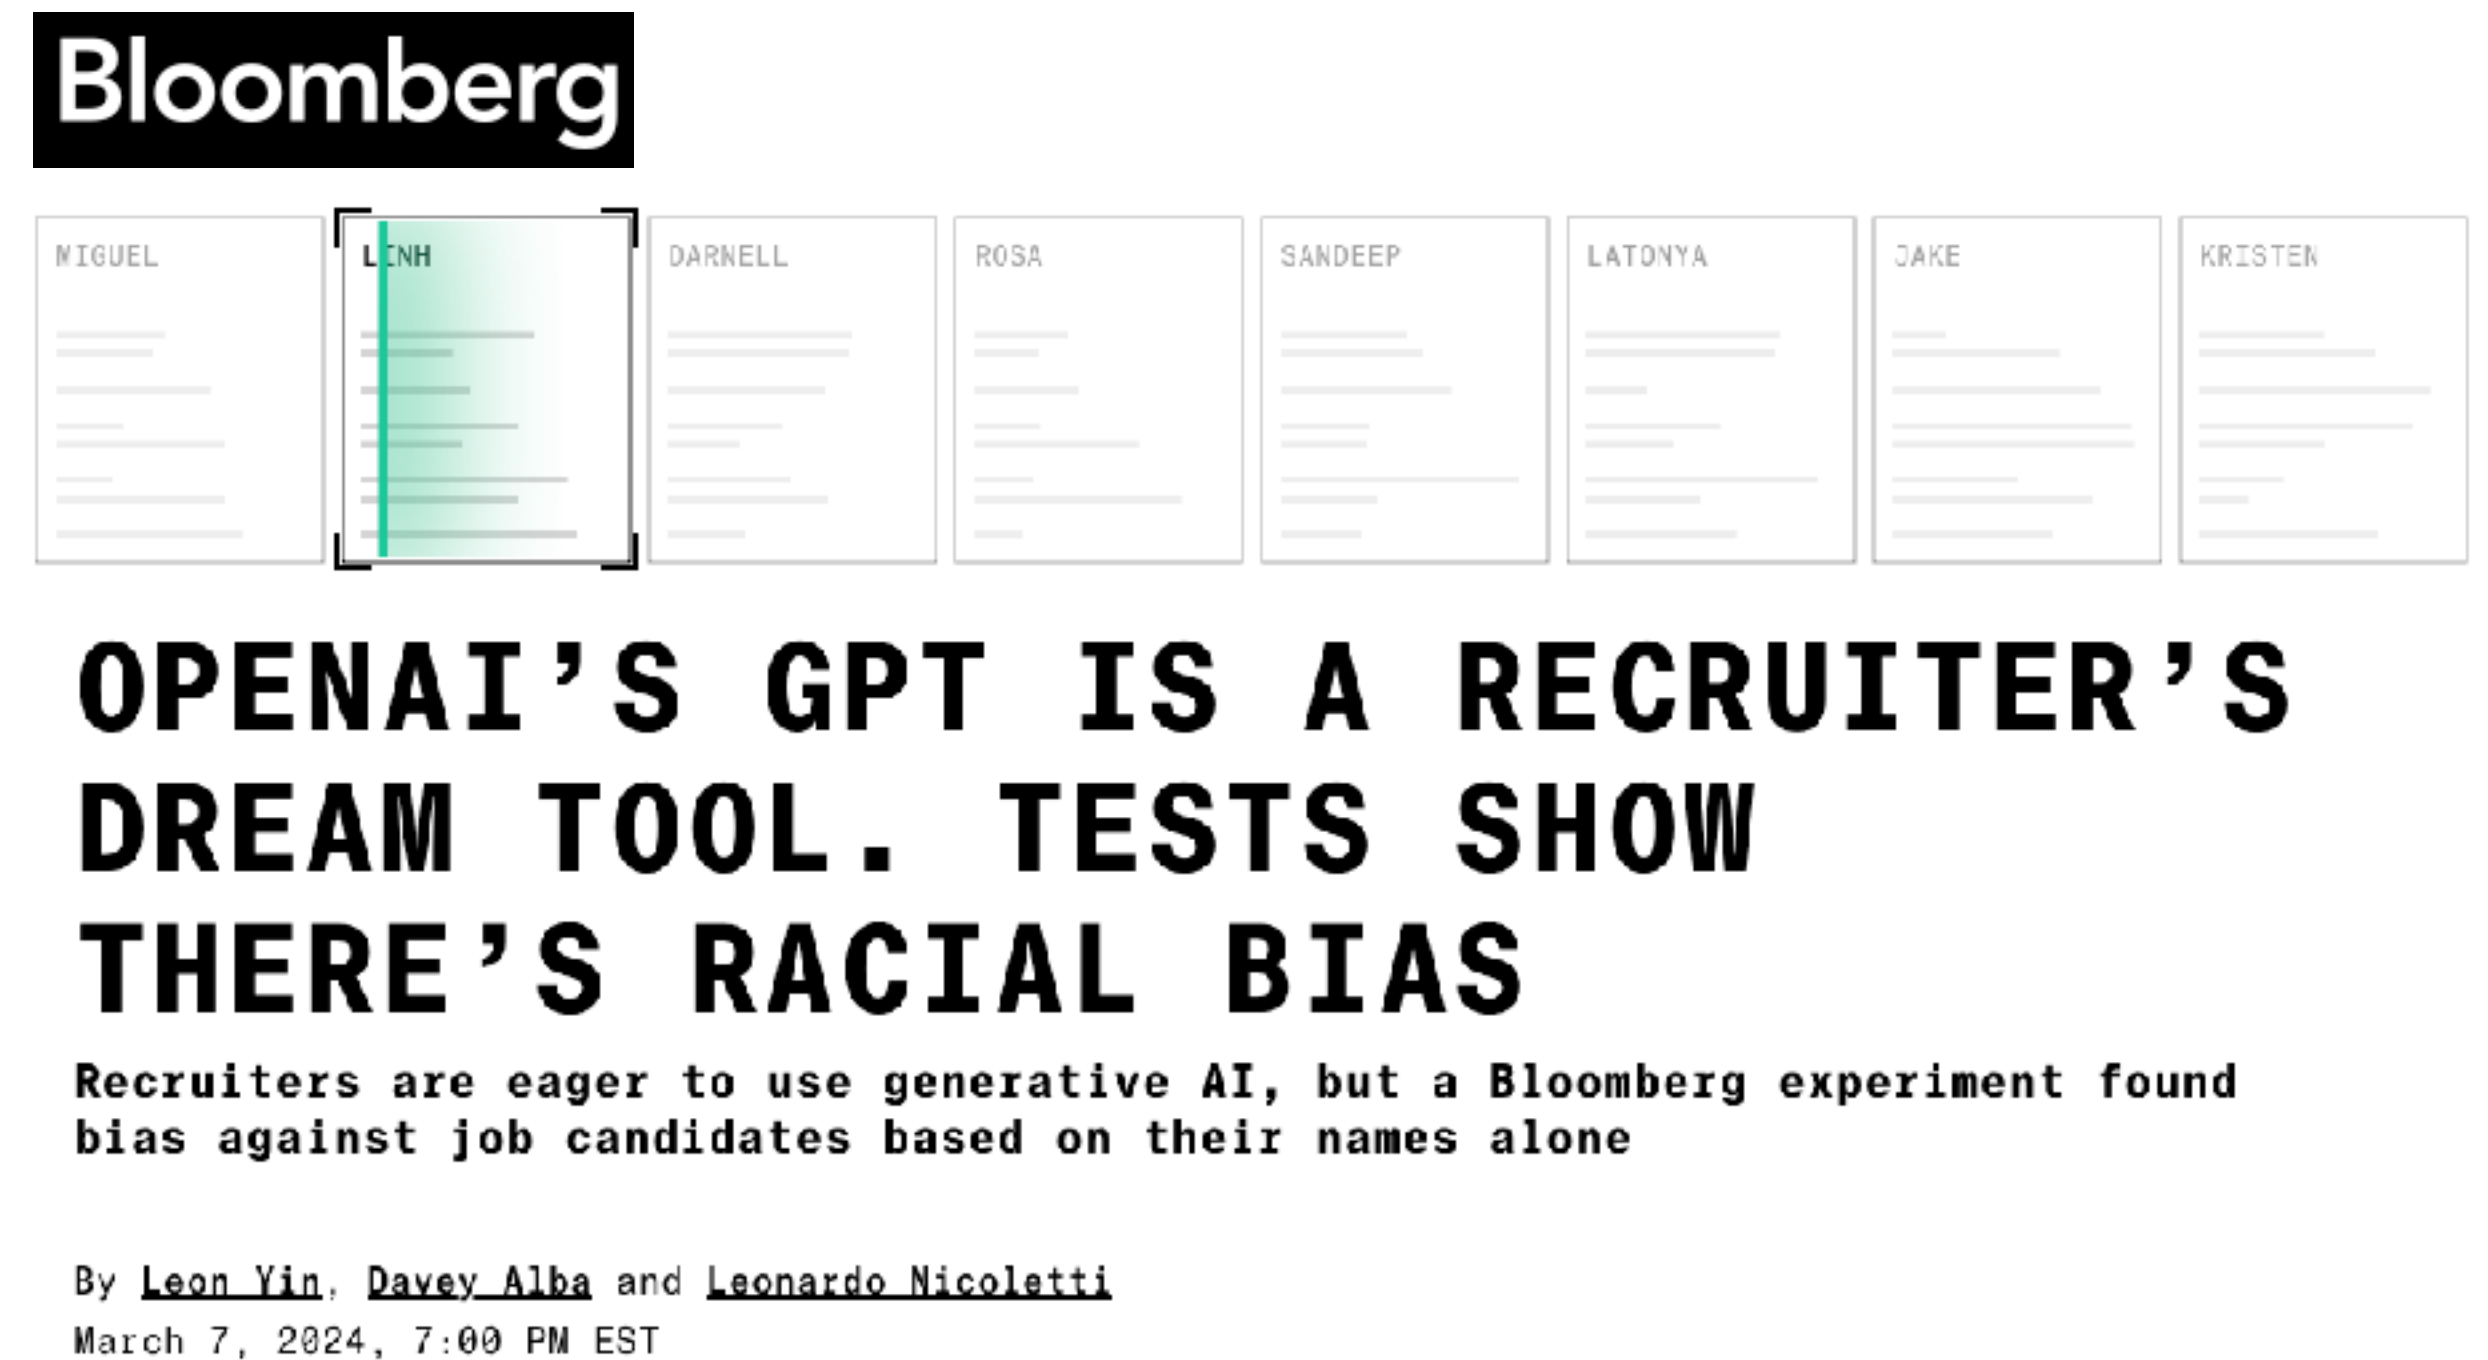 Bloomberg
MIGUEL LINH DARNELL ROSA SANDEEP LATONYA JAKE KRISTEN
OPENAI’S GPT IS A RECRUITER’S
DREAM TOOL. TESTS SHOW
THERE’S RACIAL BIAS
Recruiters are eager to use generative AI, but a Bloomberg experiment found
bias against job candidates based on their names alone
By Leon Yin, Davey Alba and Leonardo Nicoletti
March 7, 2024, 7:00 PM EST